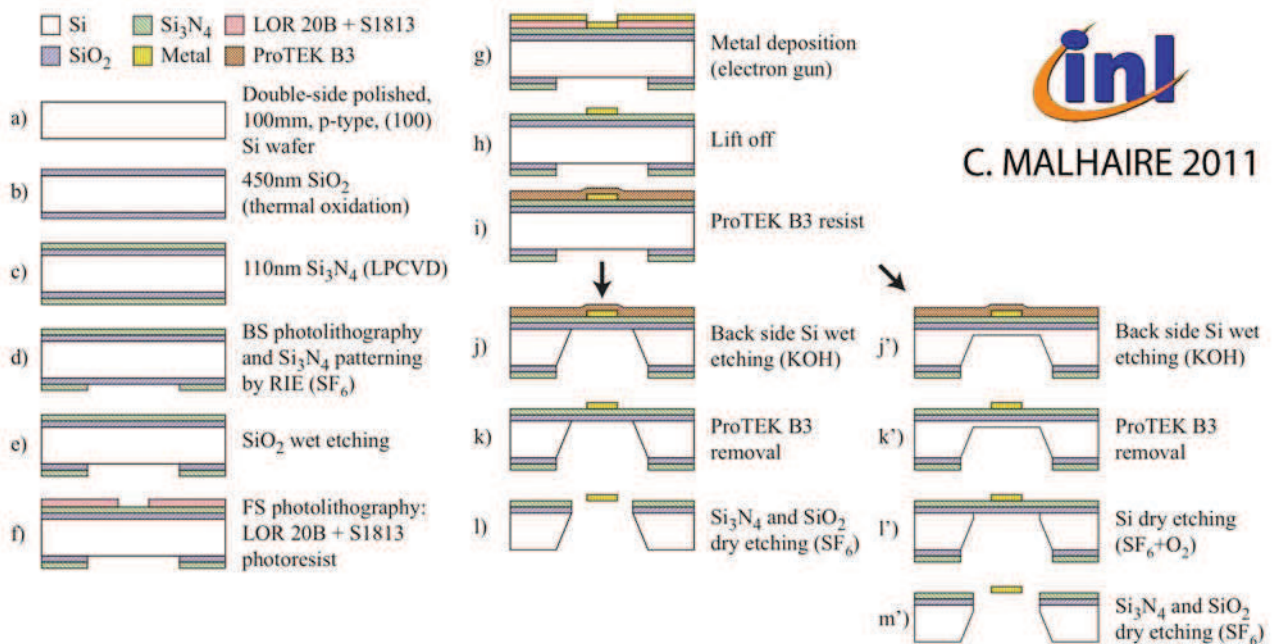 Si
Si₃N₄
LOR 20B + S1813
SiO₂
Metal
ProTEK B3
a)
Double-side polished,
100mm, p-type, (100)
Si wafer
b)
450nm SiO₂
(thermal oxidation)
c)
110nm Si₃N₄ (LPCVD)
d)
BS photolithography
and Si₃N₄ patterning
by RIE (SF₆)
e)
SiO₂ wet etching
f)
FS photolithography:
LOR 20B + S1813
photoresist
g)
Metal deposition
(electron gun)
h)
Lift off
i)
ProTEK B3 resist
j)
Back side Si wet
etching (KOH)
k)
ProTEK B3
removal
l)
Si₃N₄ and SiO₂
dry etching (SF₆)
j')
Back side Si wet
etching (KOH)
k')
ProTEK B3
removal
l')
Si dry etching
(SF₆+O₂)
m')
Si₃N₄ and SiO₂
dry etching (SF₆)
inl
C. MALHAIRE 2011